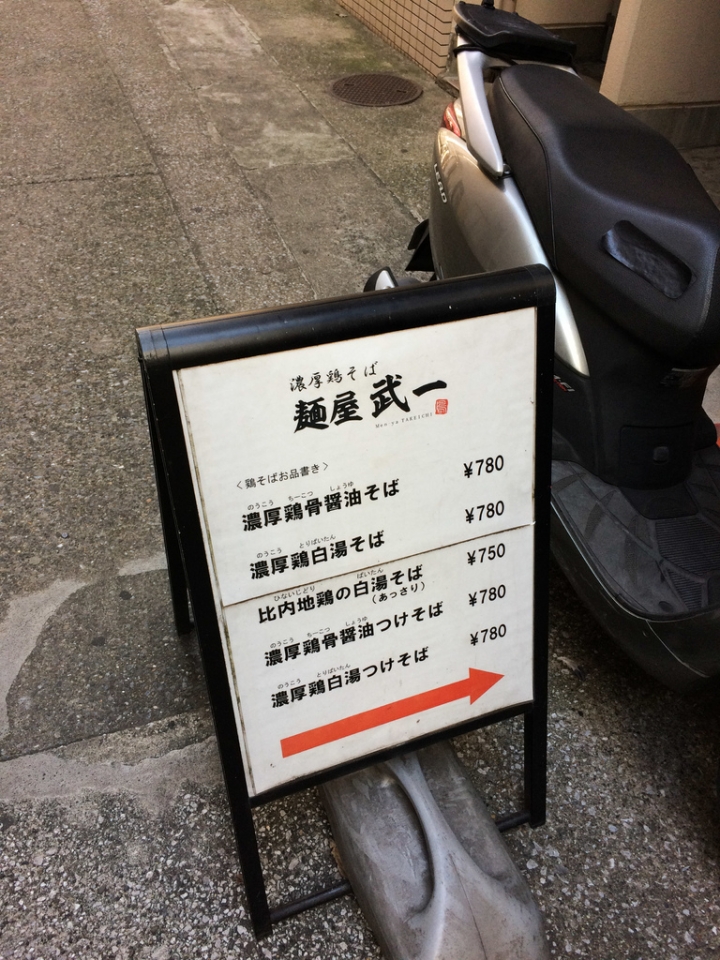 濃厚鶏そば
麺屋 武一
Men-ya TAKEICHI
〈鶏そばお品書き〉
のうこう ちーこつ しょうゆ
濃厚鶏骨醤油そば ¥780
のうこう とりぱいたん
濃厚鶏白湯そば ¥780
ひないじどり ぱいたん
比内地鶏の白湯そば ¥750
(あっさり)
のうこう ちーこつ しょうゆ
濃厚鶏骨醤油つけそば ¥780
のうこう とりぱいたん
濃厚鶏白湯つけそば ¥780